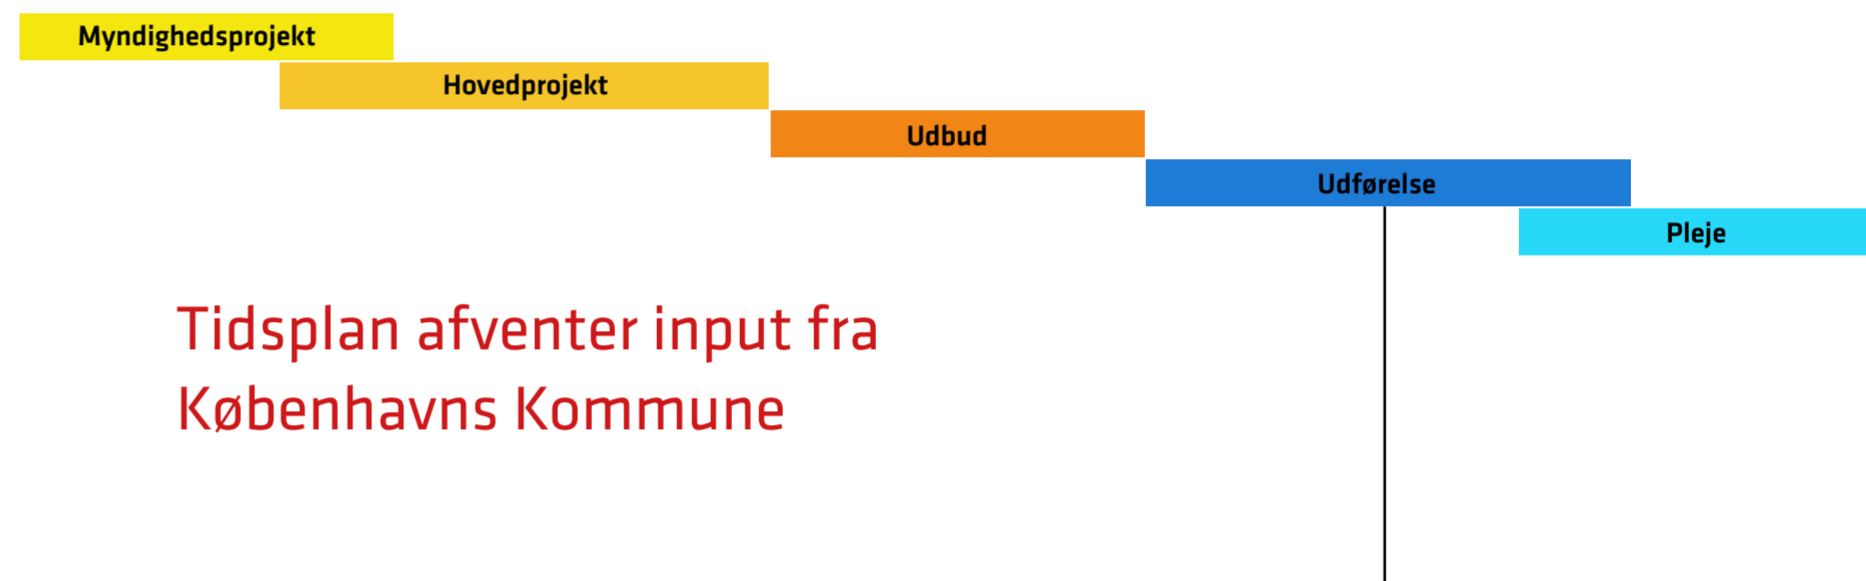 Myndighedsprojekt
Hovedprojekt
Udbud
Udførelse
Pleje
Tidsplan afventer input fra
Københavns Kommune